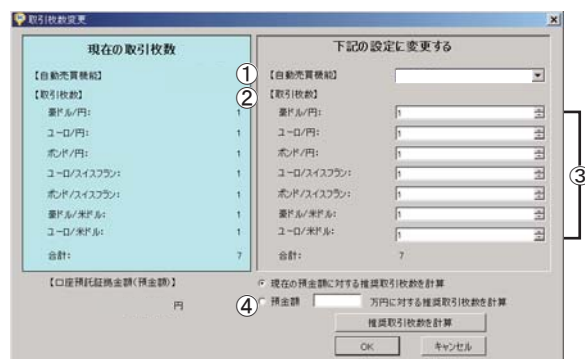 取引枚数変更
現在の取引枚数
【自動売買機能】
【取引枚数】
豪ドル/円: 1
ユーロ/円: 1
ポンド/円: 1
ユーロ/スイスフラン: 1
ポンド/スイスフラン: 1
豪ドル/米ドル: 1
ユーロ/米ドル: 1
合計: 7
下記の設定に変更する
① 【自動売買機能】
② 【取引枚数】
豪ドル/円: 1
ユーロ/円: 1
ポンド/円: 1
ユーロ/スイスフラン: 1
ポンド/スイスフラン: 1
豪ドル/米ドル: 1
ユーロ/米ドル: 1
③
合計: 7
【口座預託証拠金額(預金額)】
円
現在の預金額に対する推奨取引枚数を計算
④ 預金額 万円に対する推奨取引枚数を計算
推奨取引枚数を計算
OK キャンセル